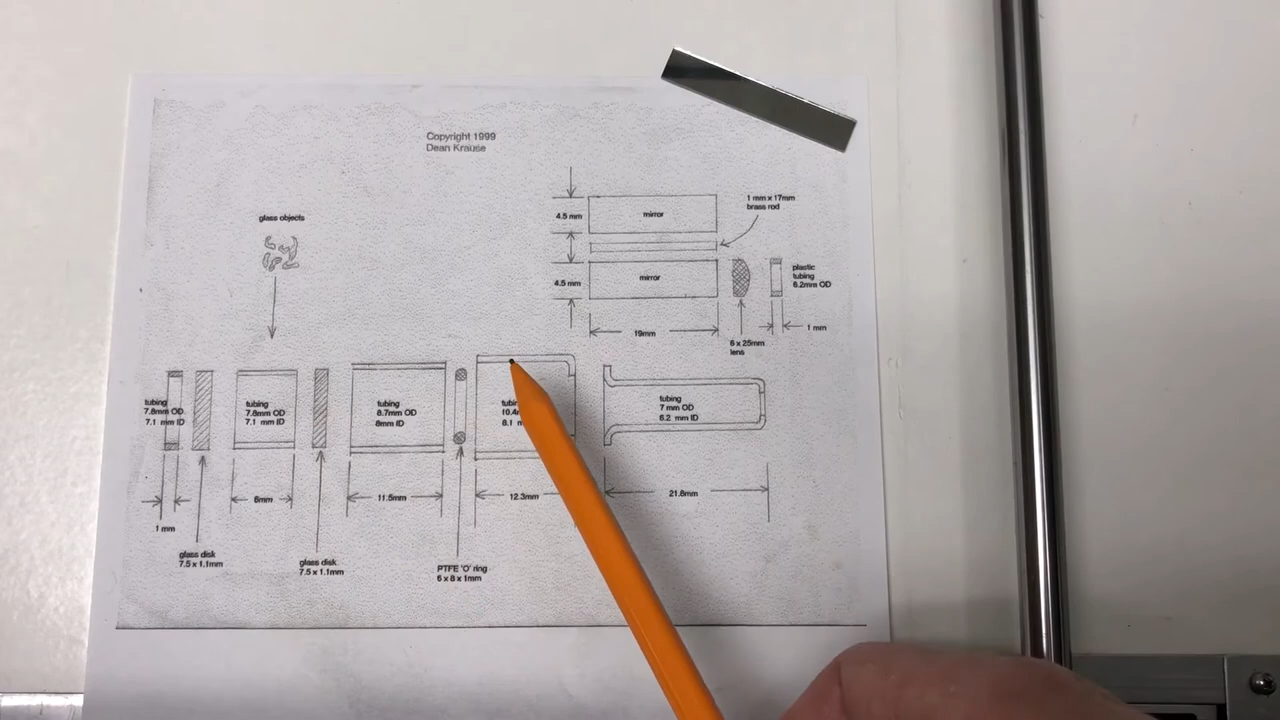 Copyright 1999
Dean Krause
1 mm x 17mm
brass rod
4.5 mm
mirror
glass objects
4.5 mm
mirror
plastic
tubing
6.2mm OD
19mm
1 mm
6 x 25mm
lens
tubing
7.8mm OD
7.1 mm ID
tubing
7.8mm OD
7.1 mm ID
tubing
8.7mm OD
8mm ID
tubing
7 mm OD
6.2 mm ID
1 mm
6mm
11.5mm
12.3mm
21.8mm
glass disk
7.5 x 1.1mm
glass disk
7.5 x 1.1mm
PTFE 'O' ring
6 x 8 x 1mm